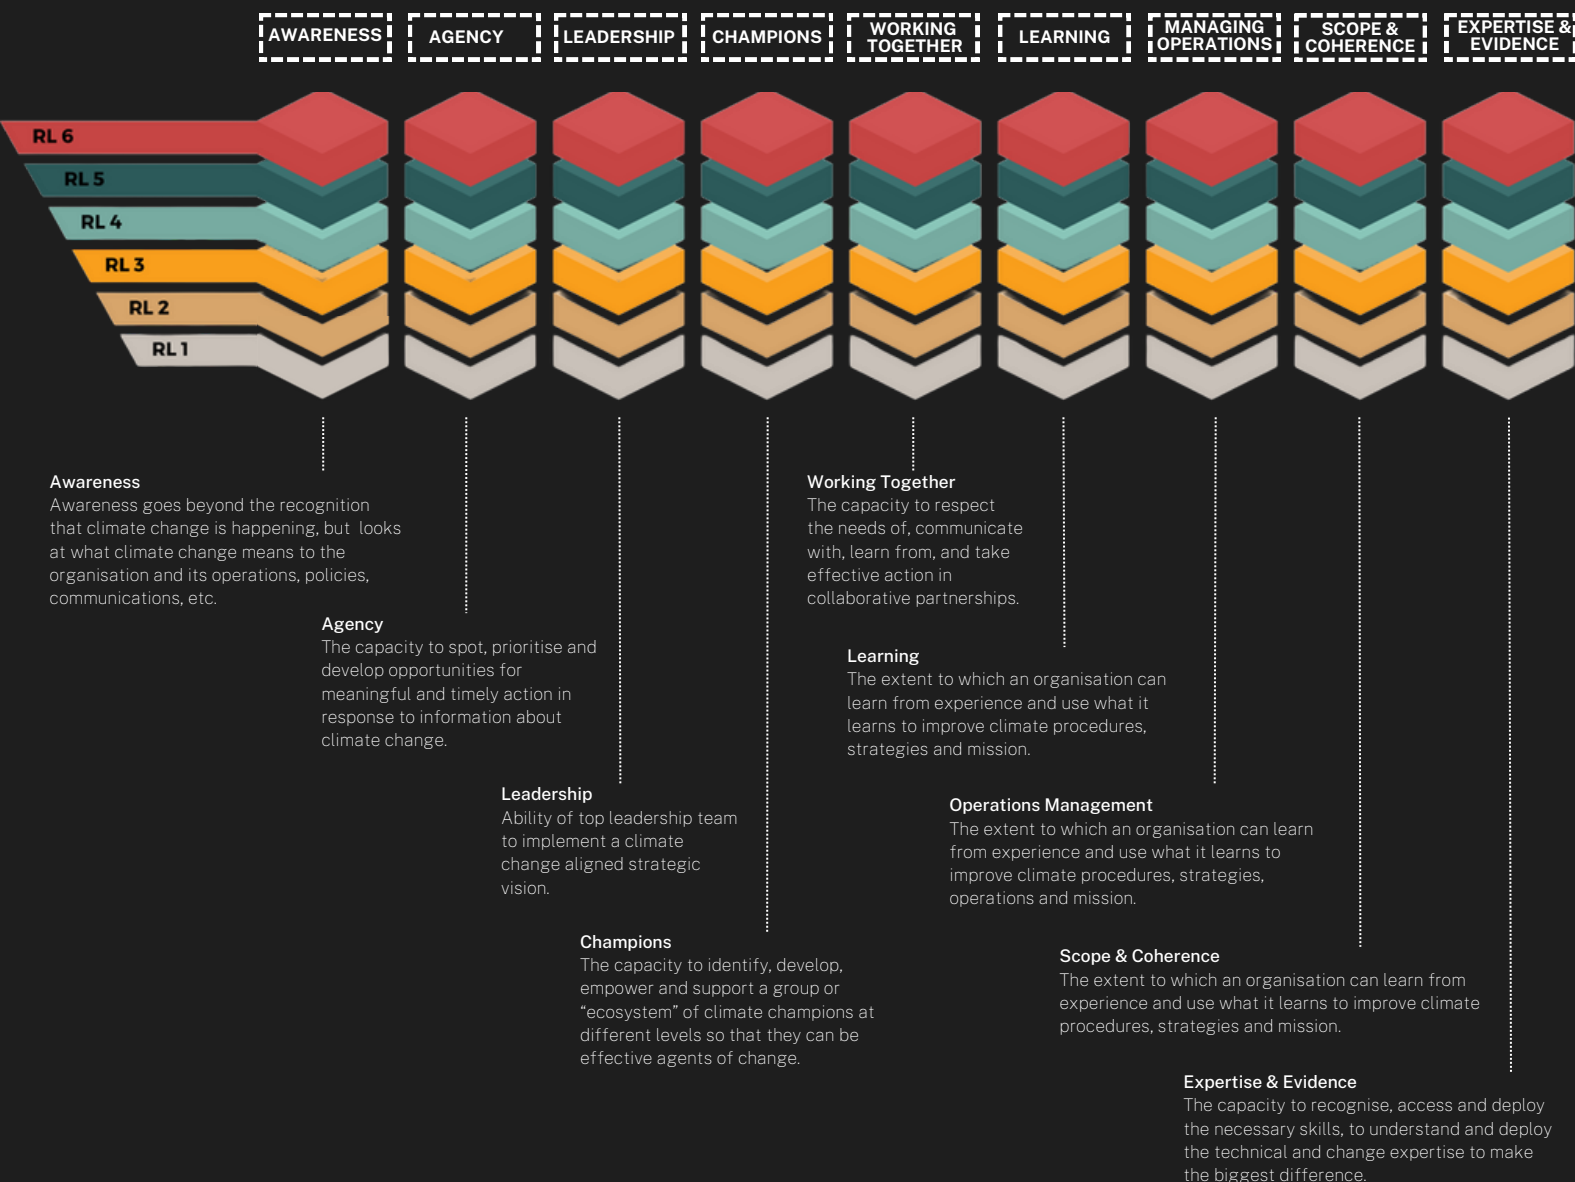 AWARENESS
AGENCY
LEADERSHIP
CHAMPIONS
WORKING
TOGETHER
LEARNING
MANAGING
OPERATIONS
SCOPE &
COHERENCE
EXPERTISE &
EVIDENCE
RL 6
RL 5
RL 4
RL 3
RL 2
RL 1
Awareness
Awareness goes beyond the recognition
that climate change is happening, but looks
at what climate change means to the
organisation and its operations, policies,
communications, etc.
Agency
The capacity to spot, prioritise and
develop opportunities for
meaningful and timely action in
response to information about
climate change.
Leadership
Ability of top leadership team
to implement a climate
change aligned strategic
vision.
Champions
The capacity to identify, develop,
empower and support a group or
“ecosystem” of climate champions at
different levels so that they can be
effective agents of change.
Working Together
The capacity to respect
the needs of, communicate
with, learn from, and take
effective action in
collaborative partnerships.
Learning
The extent to which an organisation can
learn from experience and use what it
learns to improve climate procedures,
strategies and mission.
Operations Management
The extent to which an organisation can learn
from experience and use what it learns to
improve climate procedures, strategies,
operations and mission.
Scope & Coherence
The extent to which an organisation can learn from
experience and use what it learns to improve climate
procedures, strategies and mission.
Expertise & Evidence
The capacity to recognise, access and deploy
the necessary skills, to understand and deploy
the technical and change expertise to make
the biggest difference.